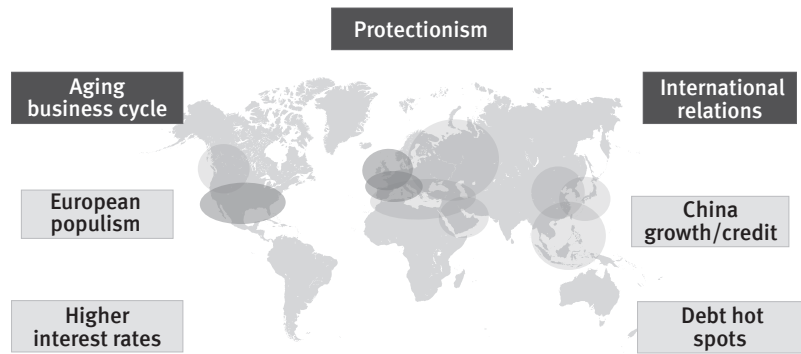 Protectionism
Aging
business cycle
International
relations
European
populism
China
growth/credit
Higher
interest rates
Debt hot
spots